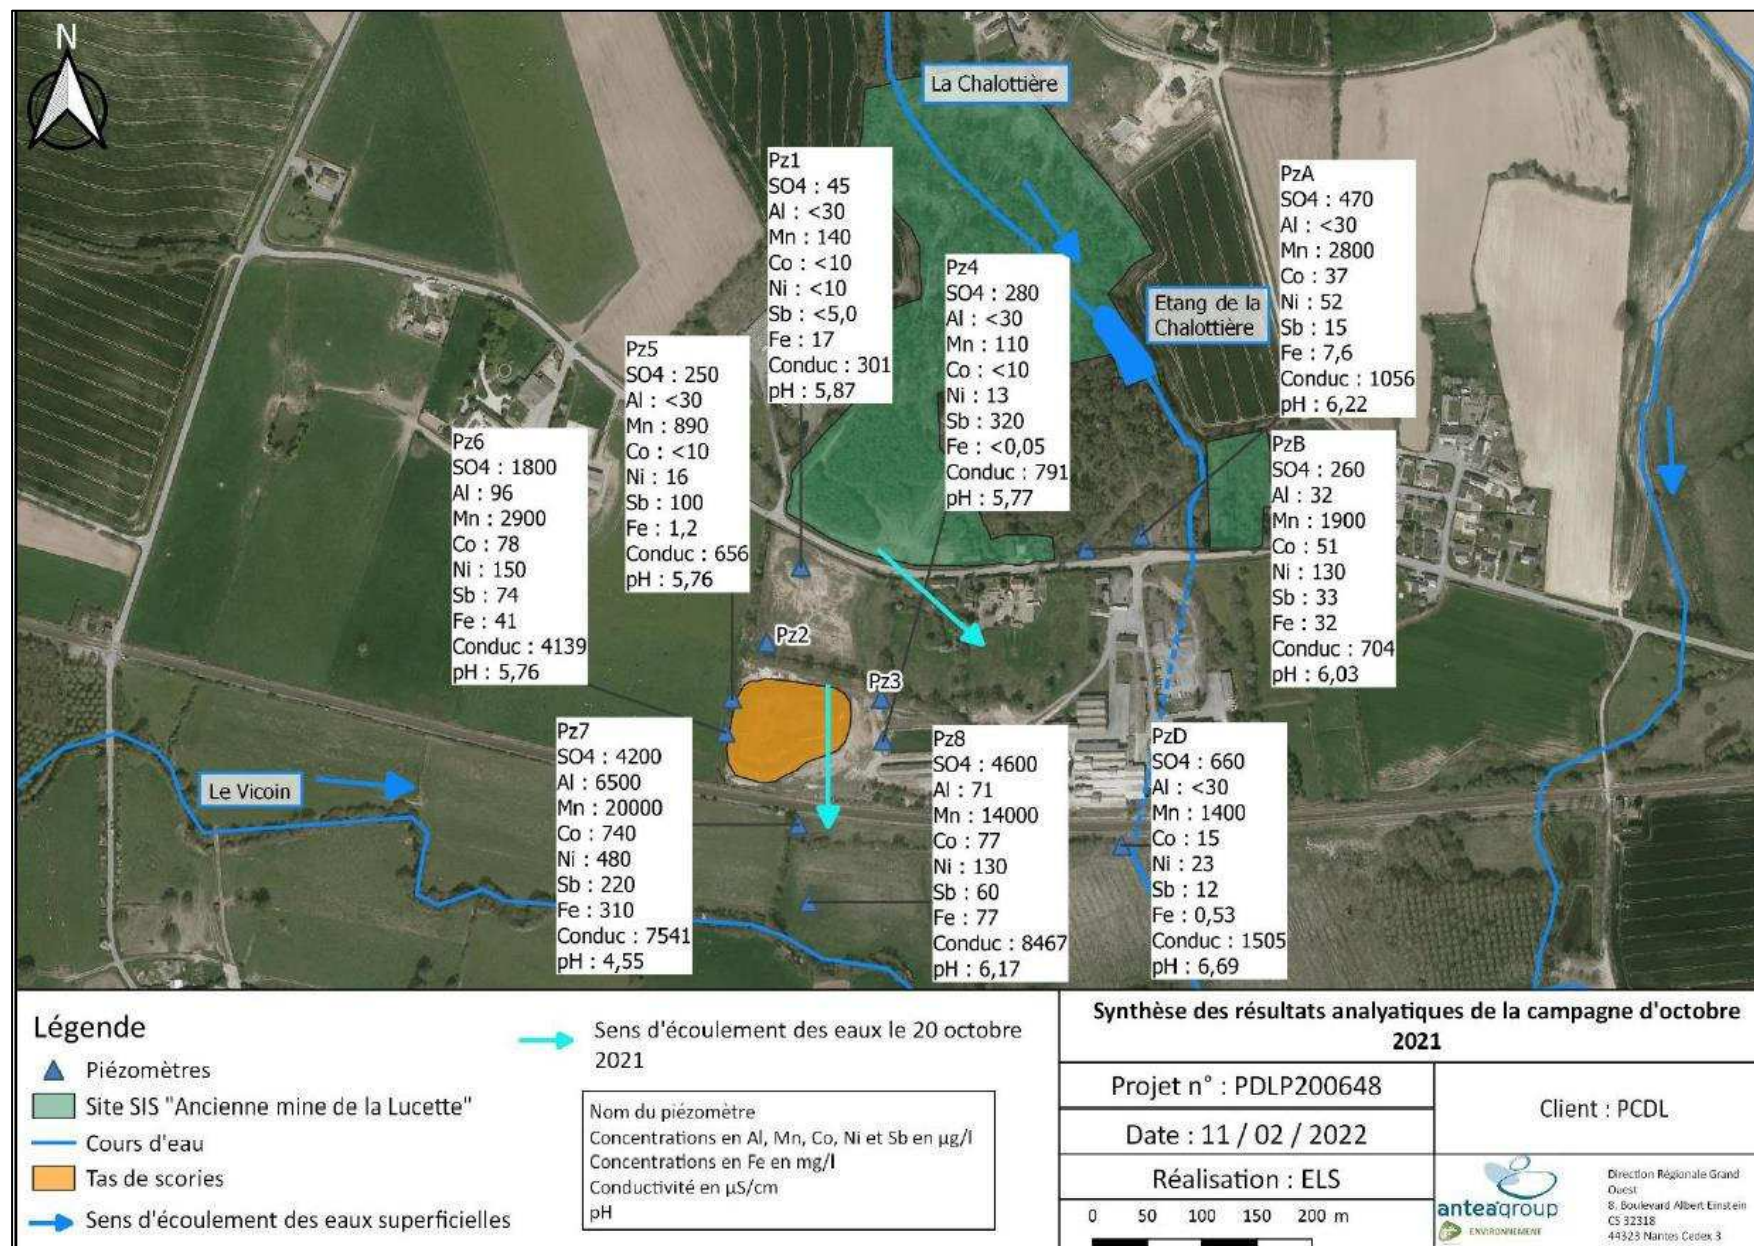 N
La Chalottière
Pz1
SO4 : 45
Al : <30
Mn : 140
Co : <10
Ni : <10
Sb : <5,0
Fe : 17
Conduc : 301
pH : 5,87
PzA
SO4 : 470
Al : <30
Mn : 2800
Co : 37
Ni : 52
Sb : 15
Fe : 7,6
Conduc : 1056
pH : 6,22
Pz4
SO4 : 280
Al : <30
Mn : 110
Co : <10
Ni : 13
Sb : 320
Fe : <0,05
Conduc : 791
pH : 5,77
Etang de la
Chalottière
Pz5
SO4 : 250
Al : <30
Mn : 890
Co : <10
Ni : 16
Sb : 100
Fe : 1,2
Conduc : 656
pH : 5,76
Pz6
SO4 : 1800
Al : 96
Mn : 2900
Co : 78
Ni : 150
Sb : 74
Fe : 41
Conduc : 4139
pH : 5,76
PzB
SO4 : 260
Al : 32
Mn : 1900
Co : 51
Ni : 130
Sb : 33
Fe : 32
Conduc : 704
pH : 6,03
Pz2
Pz3
Pz7
SO4 : 4200
Al : 6500
Mn : 20000
Co : 740
Ni : 480
Sb : 220
Fe : 310
Conduc : 7541
pH : 4,55
Pz8
SO4 : 4600
Al : 71
Mn : 14000
Co : 77
Ni : 130
Sb : 60
Fe : 77
Conduc : 8467
pH : 6,17
PzD
SO4 : 660
Al : <30
Mn : 1400
Co : 15
Ni : 23
Sb : 12
Fe : 0,53
Conduc : 1505
pH : 6,69
Le Vicoin
Légende
Piézomètres
Site SIS "Ancienne mine de la Lucette"
Cours d'eau
Tas de scories
Sens d'écoulement des eaux superficielles
Sens d'écoulement des eaux le 20 octobre
2021
Nom du piézomètre
Concentrations en Al, Mn, Co, Ni et Sb en µg/l
Concentrations en Fe en mg/l
Conductivité en µS/cm
pH
Synthèse des résultats analyatiques de la campagne d'octobre
2021
Projet n° : PDLP200648
Date : 11 / 02 / 2022
Réalisation : ELS
0 50 100 150 200 m
Client : PCDL
anteagroup
ENVIRONNEMENT
Direction Régionale Grand
Ouest
8, Boulevard Albert Einstein
CS 32318
44323 Nantes Cedex 3